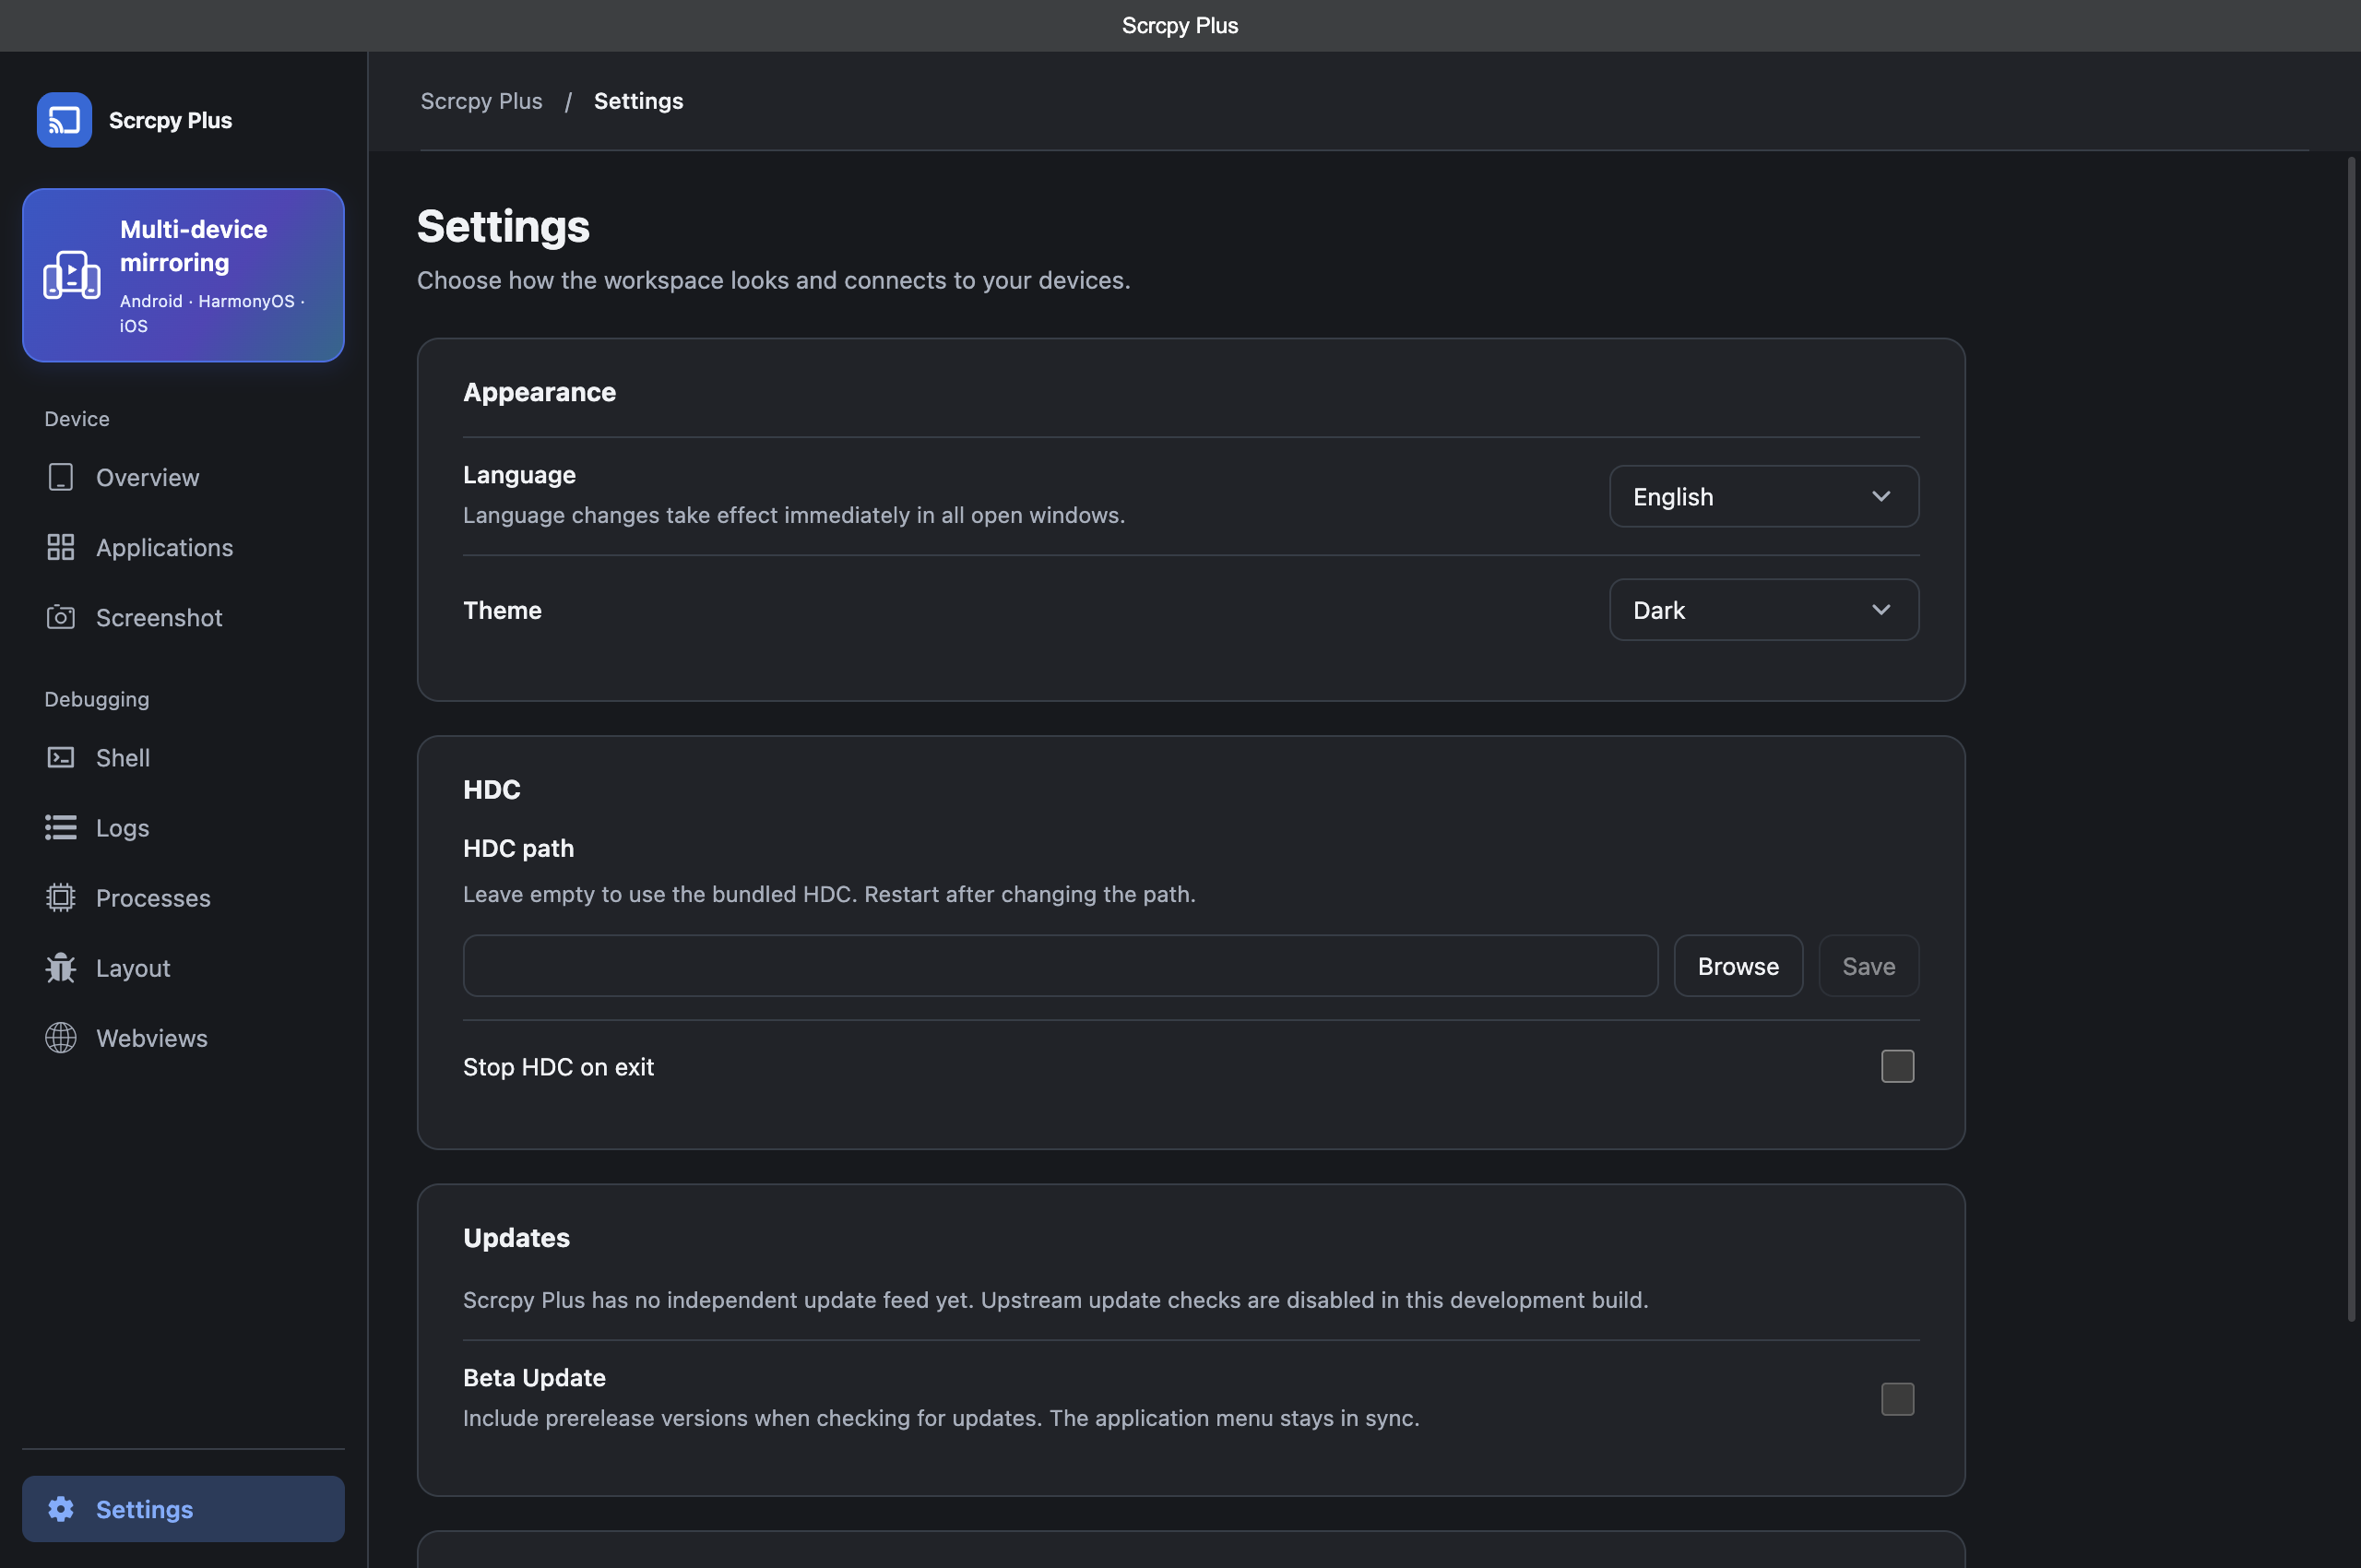 Scrcpy Plus
Scrcpy Plus
Multi-device
mirroring
Android · HarmonyOS ·
iOS
Device
Overview
Applications
Screenshot
Debugging
Shell
Logs
Processes
Layout
Webviews
Settings
Scrcpy Plus / Settings
Settings
Choose how the workspace looks and connects to your devices.
Appearance
Language
Language changes take effect immediately in all open windows.
English
Theme
Dark
HDC
HDC path
Leave empty to use the bundled HDC. Restart after changing the path.
Browse
Save
Stop HDC on exit
Updates
Scrcpy Plus has no independent update feed yet. Upstream update checks are disabled in this development build.
Beta Update
Include prerelease versions when checking for updates. The application menu stays in sync.